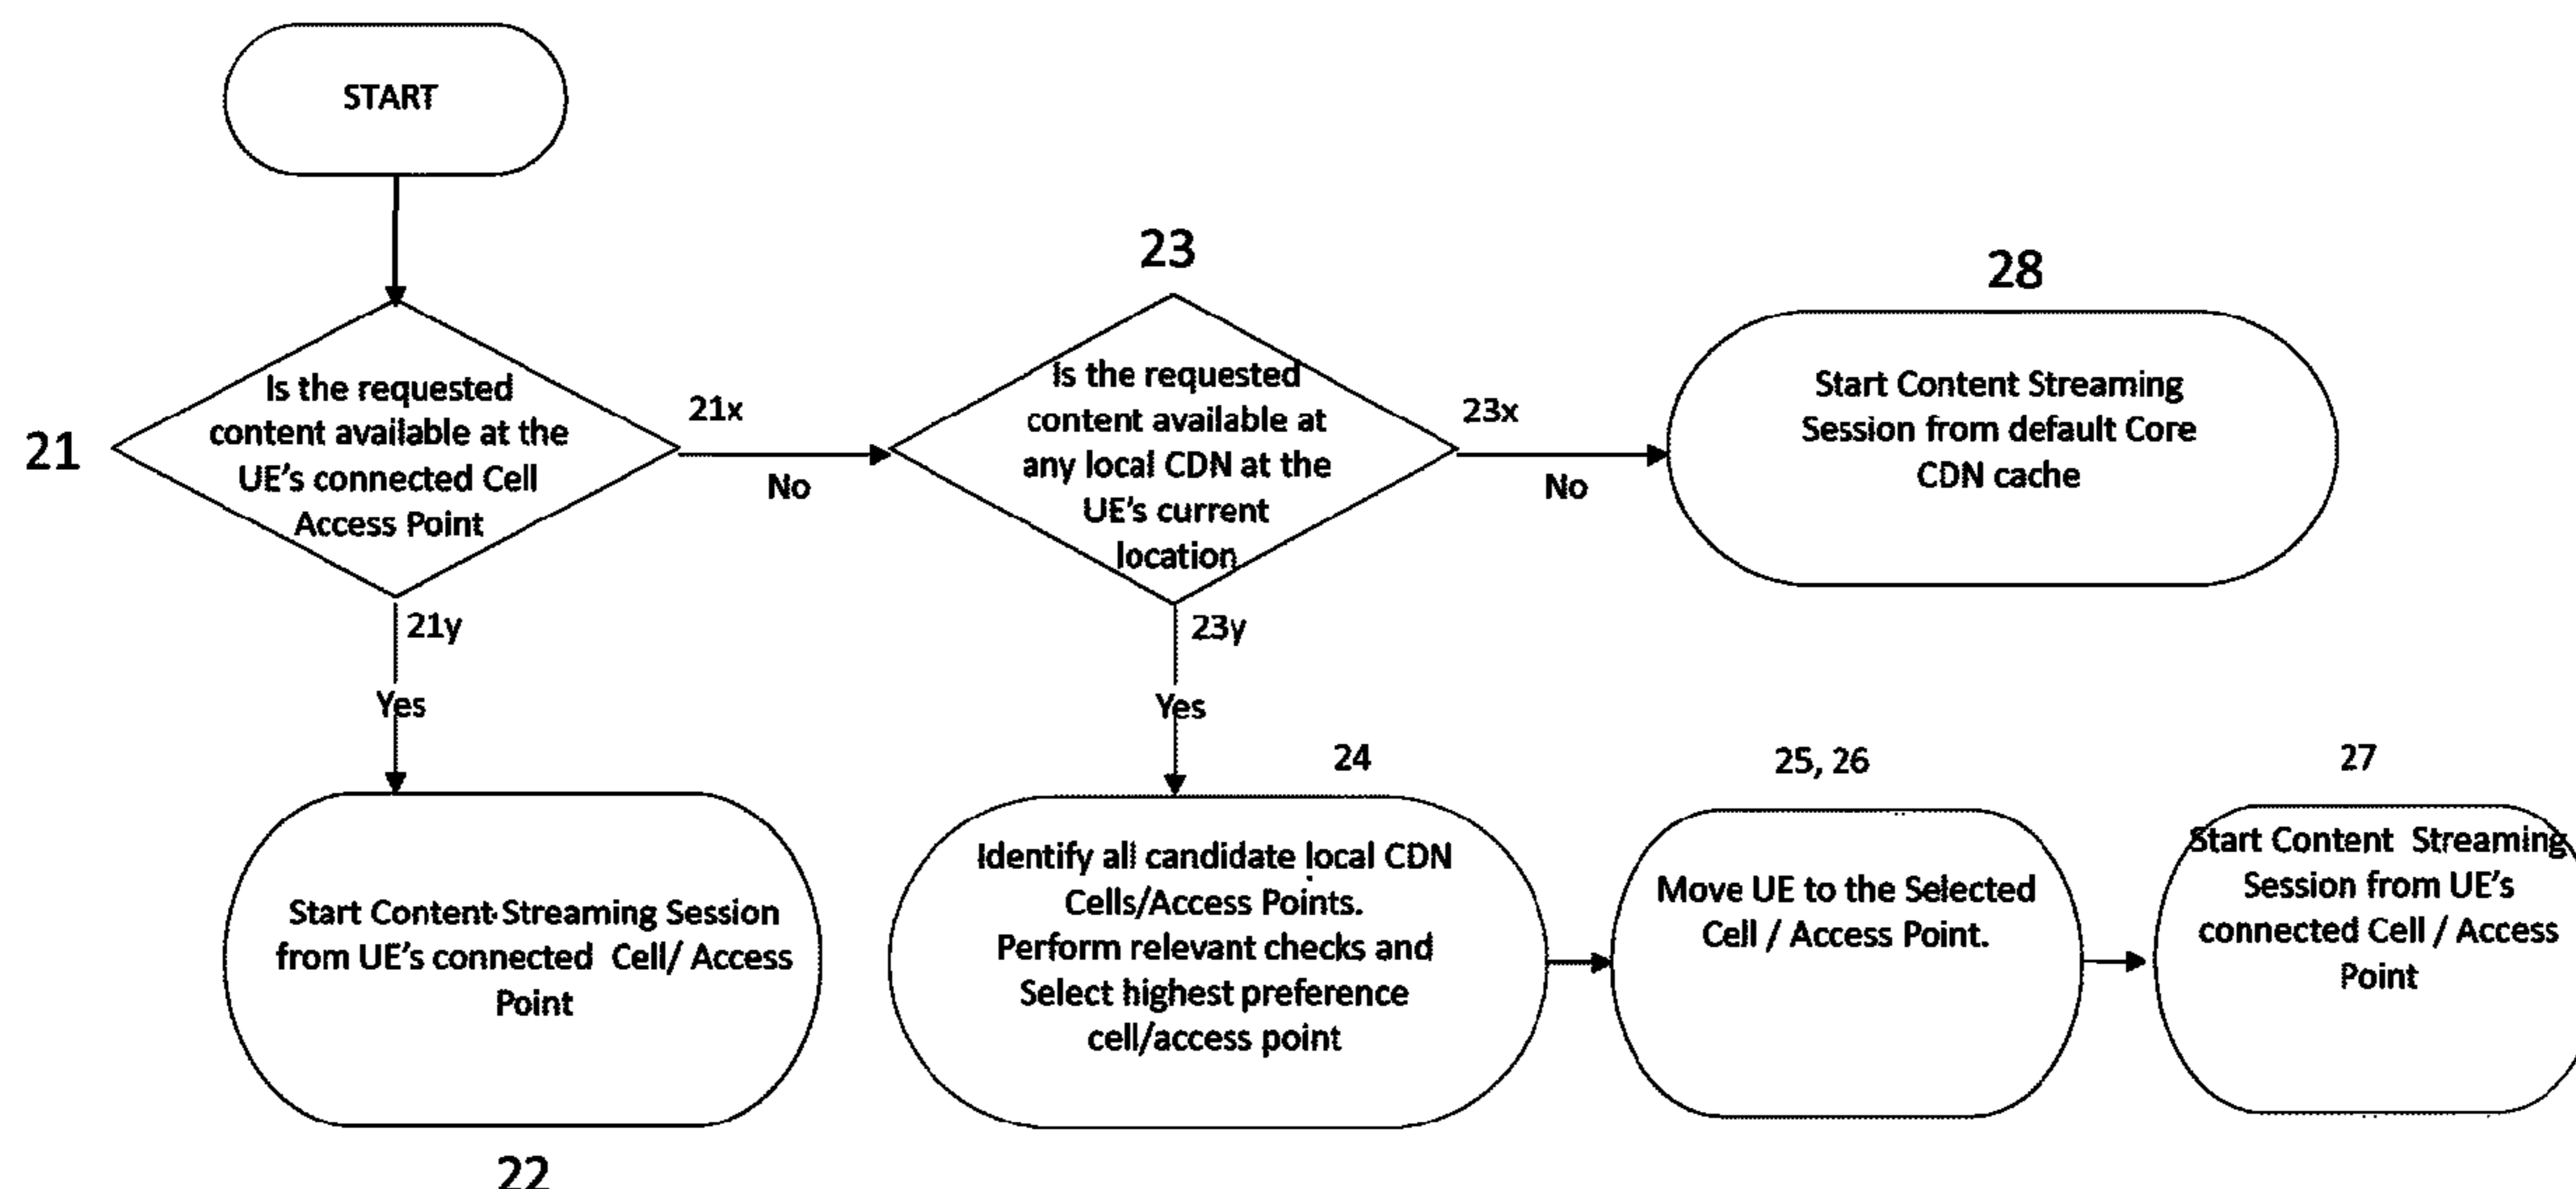 START
21
Is the requested
content available at the
UE's connected Cell
Access Point
21x
No
21y
Yes
Start Content Streaming Session
from UE's connected Cell/ Access
Point
22
23
Is the requested
content available at
any local CDN at the
UE's current
location
23x
No
28
Start Content Streaming
Session from default Core
CDN cache
23y
Yes
24
Identify all candidate local CDN
Cells/Access Points.
Perform relevant checks and
Select highest preference
cell/access point
25, 26
Move UE to the Selected
Cell / Access Point.
27
Start Content Streaming
Session from UE's
connected Cell / Access
Point